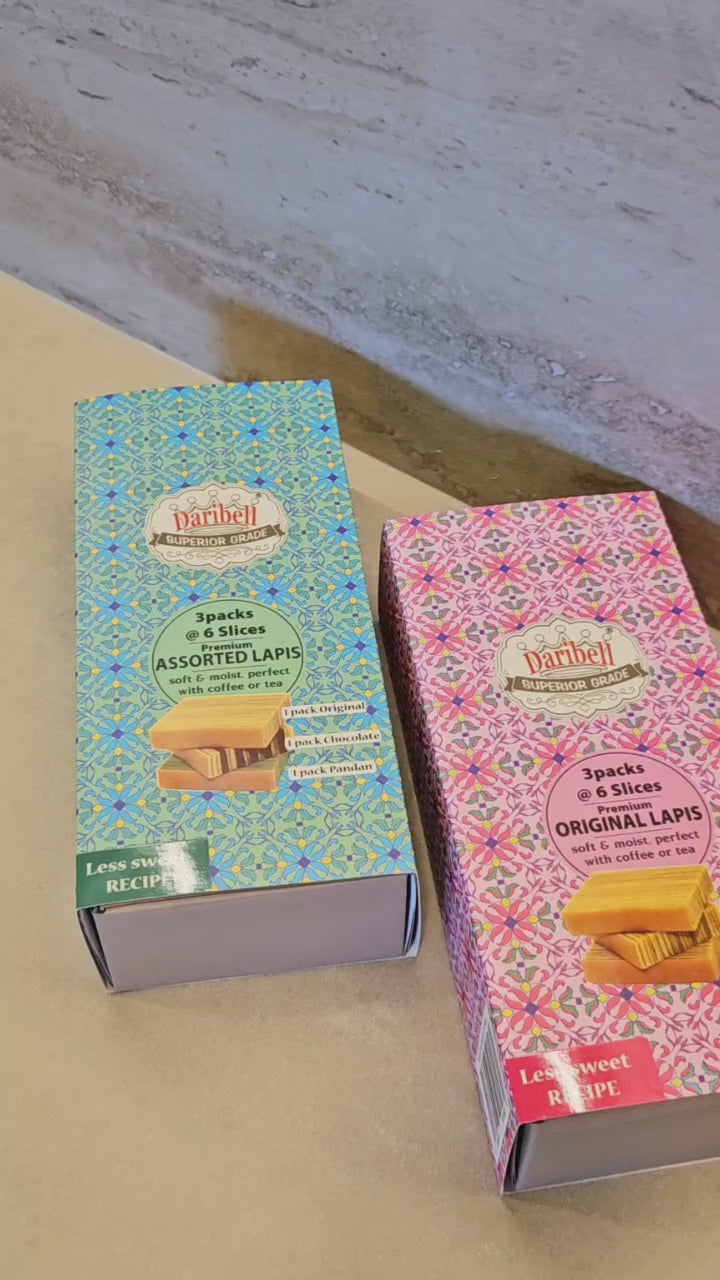 Daribell
SUPERIOR GRADE
3packs
@ 6 Slices
Premium
ASSORTED LAPIS
soft & moist. perfect
with coffee or tea
1 pack Original
1 pack Chocolate
1 pack Pandan
Less sweet
RECIPE
Daribell
SUPERIOR GRADE
3packs
@ 6 Slices
Premium
ORIGINAL LAPIS
soft & moist. perfect
with coffee or tea
Less sweet
RECIPE